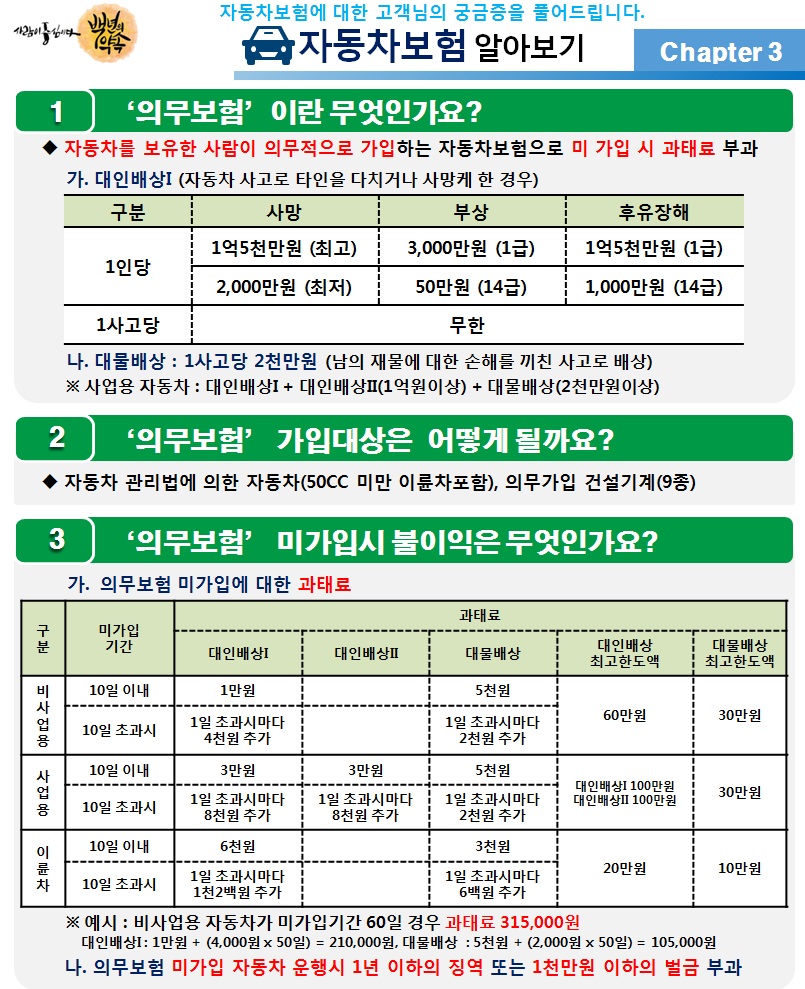 자동차보험에 대한 고객님의 궁금증을 풀어드립니다.
사람이 중심이다 백년의 약속
자동차보험 알아보기
Chapter 3
1 ‘의무보험’ 이란 무엇인가요?
◆ 자동차를 보유한 사람이 의무적으로 가입하는 자동차보험으로 미 가입 시 과태료 부과
가. 대인배상Ⅰ (자동차 사고로 타인을 다치거나 사망케 한 경우)
구분 사망 부상 후유장해
1인당 1억5천만원 (최고) 3,000만원 (1급) 1억5천만원 (1급)
2,000만원 (최저) 50만원 (14급) 1,000만원 (14급)
1사고당 무한
나. 대물배상 : 1사고당 2천만원 (남의 재물에 대한 손해를 끼친 사고로 배상)
※ 사업용 자동차 : 대인배상Ⅰ + 대인배상Ⅱ(1억원이상) + 대물배상(2천만원이상)
2 ‘의무보험’ 가입대상은 어떻게 될까요?
◆ 자동차 관리법에 의한 자동차(50CC 미만 이륜차포함), 의무가입 건설기계(9종)
3 ‘의무보험’ 미가입시 불이익은 무엇인가요?
가. 의무보험 미가입에 대한 과태료
구분 미가입 기간 과태료
대인배상Ⅰ 대인배상Ⅱ 대물배상 대인배상 최고한도액 대물배상 최고한도액
비사업용 10일 이내 1만원 5천원 60만원 30만원
10일 초과시 1일 초과시마다 4천원 추가 1일 초과시마다 2천원 추가
사업용 10일 이내 3만원 3만원 5천원 대인배상Ⅰ 100만원 대인배상Ⅱ 100만원 30만원
10일 초과시 1일 초과시마다 8천원 추가 1일 초과시마다 8천원 추가 1일 초과시마다 2천원 추가
이륜차 10일 이내 6천원 3천원 20만원 10만원
10일 초과시 1일 초과시마다 1천2백원 추가 1일 초과시마다 6백원 추가
※ 예시 : 비사업용 자동차가 미가입기간 60일 경우 과태료 315,000원
대인배상Ⅰ : 1만원 + (4,000원 x 50일) = 210,000원, 대물배상 : 5천원 + (2,000원 x 50일) = 105,000원
나. 의무보험 미가입 자동차 운행시 1년 이하의 징역 또는 1천만원 이하의 벌금 부과